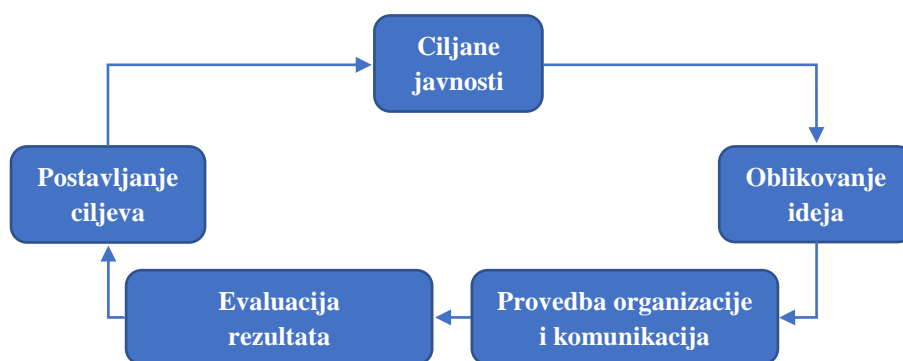 Ciljane
javnosti
Postavljanje
ciljeva
Oblikovanje
ideja
Evaluacija
rezultata
Provedba organizacije
i komunikacija